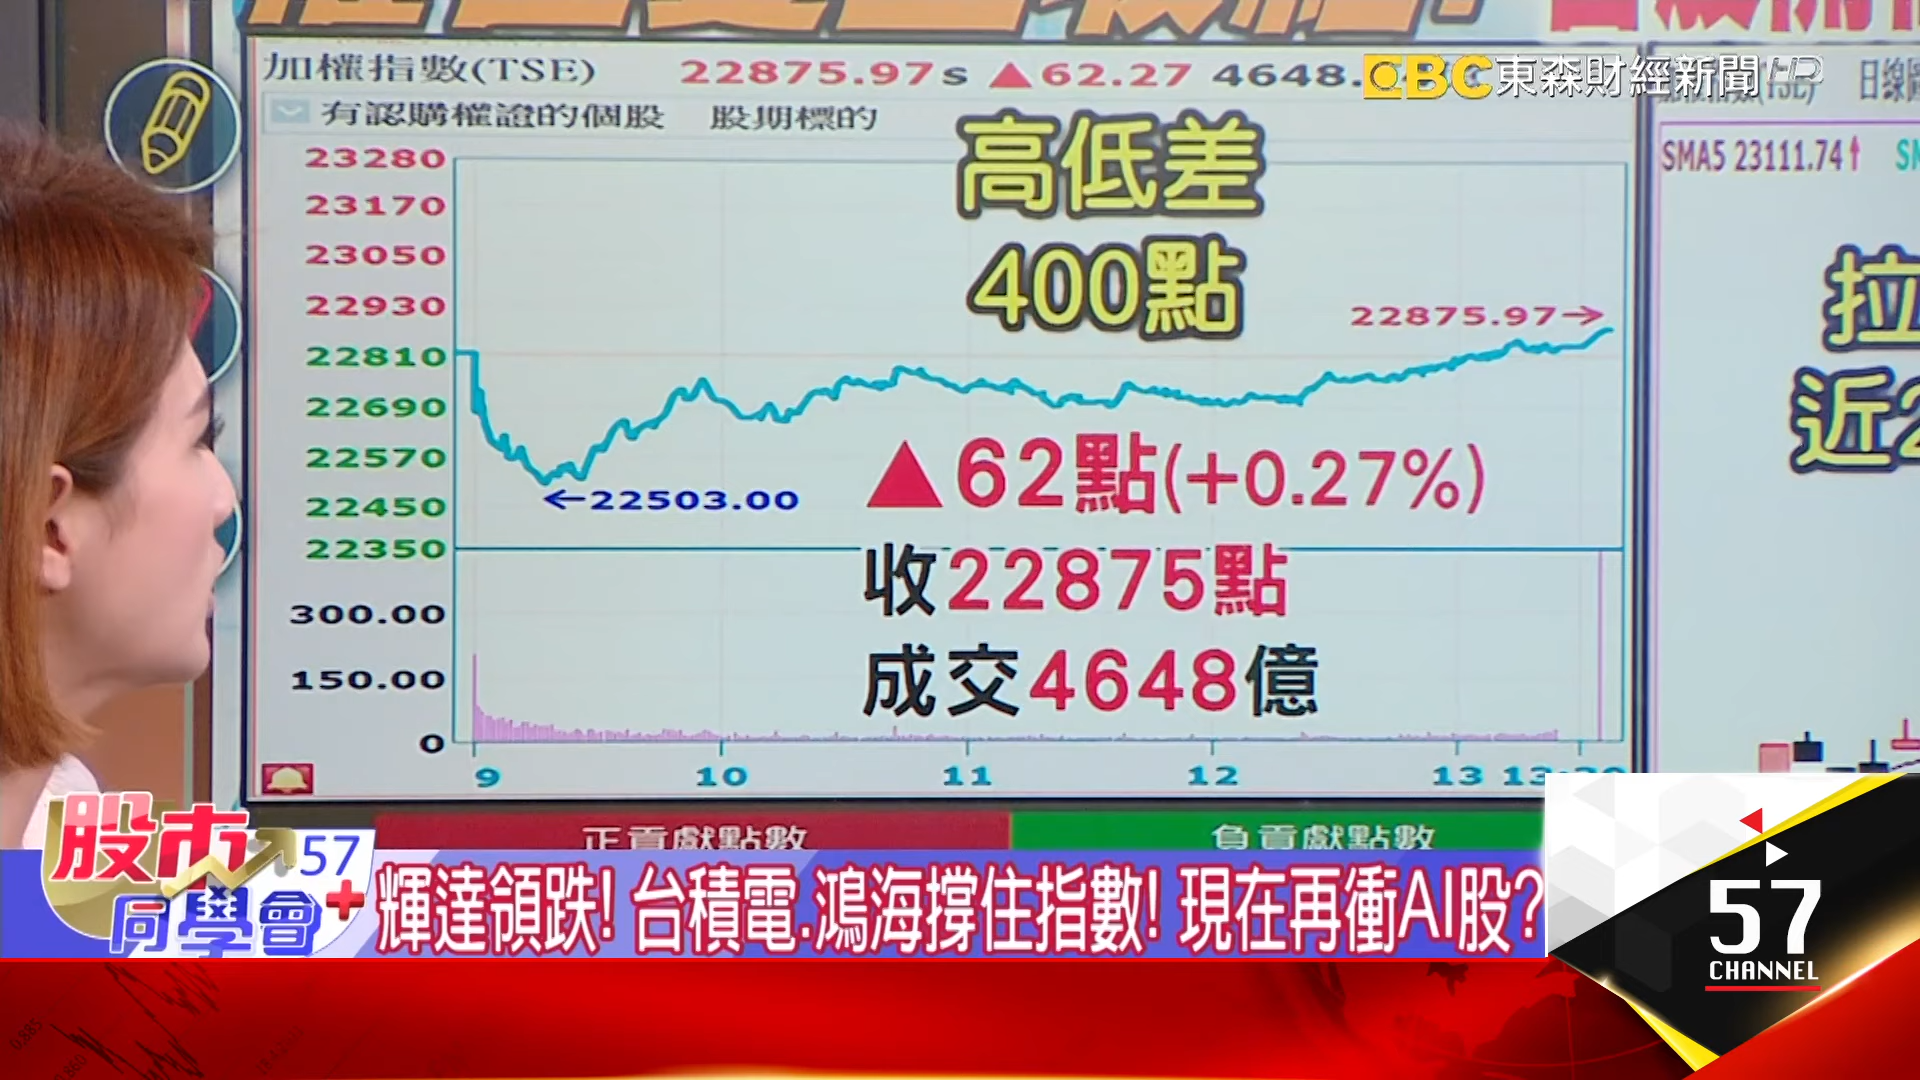 加權指數(TSE) 22875.97s ▲62.27 4648.
EBC 東森財經新聞 HD
日線
有認購權證的個股 股期標的
SMA5 23111.74↑
高低差
400點
23280
23170
23050
22930
22810
22690
22570
22450
22350
300.00
150.00
0
22875.97→
←22503.00
▲62點(+0.27%)
收22875點
成交4648億
拉
近2
9 10 11 12 13
正貢獻點數
負貢獻點數
股市
同學會
57+
輝達領跌! 台積電.鴻海撐住指數! 現在再衝AI股?
57
CHANNEL
0.885